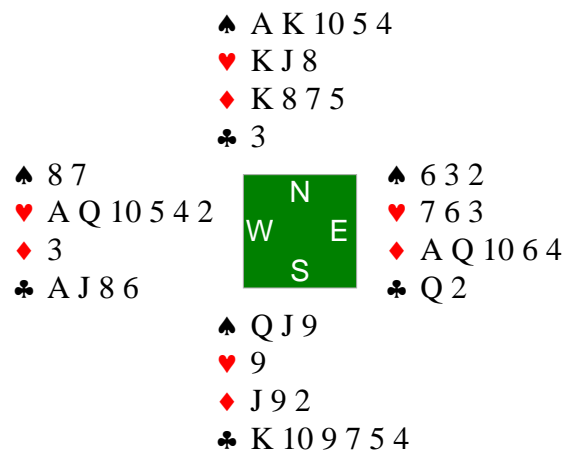 ♠ A K 10 5 4
♥ K J 8
♦ K 8 7 5
♣ 3
♠ 8 7
♥ A Q 10 5 4 2
♦ 3
♣ A J 8 6
N
W E
S
♠ 6 3 2
♥ 7 6 3
♦ A Q 10 6 4
♣ Q 2
♠ Q J 9
♥ 9
♦ J 9 2
♣ K 10 9 7 5 4